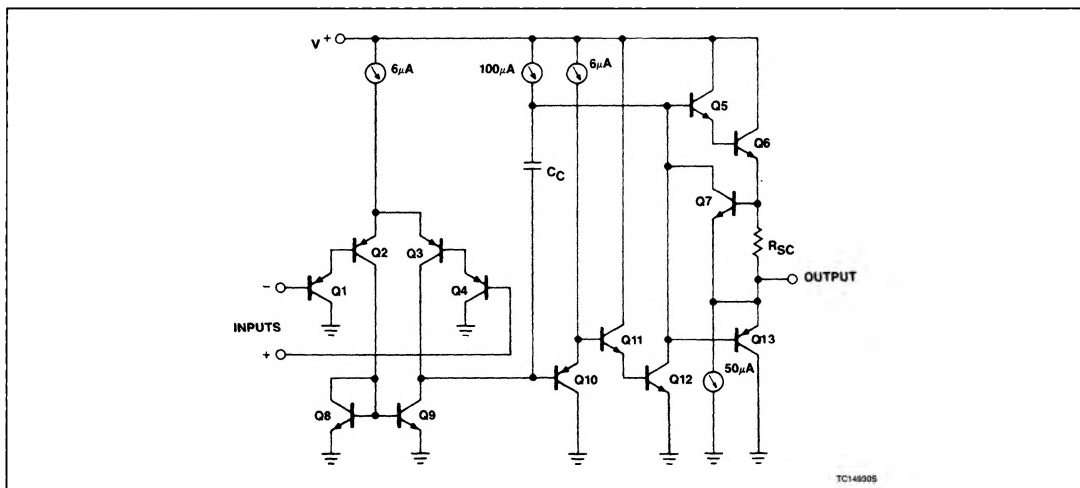 V+
6μA
100μA
6μA
Q5
Q6
CC
Q7
RSC
Q2
Q3
Q1
Q4
–
OUTPUT
INPUTS
+
Q11
Q13
Q10
Q12
50μA
Q8
Q9
TC14930S